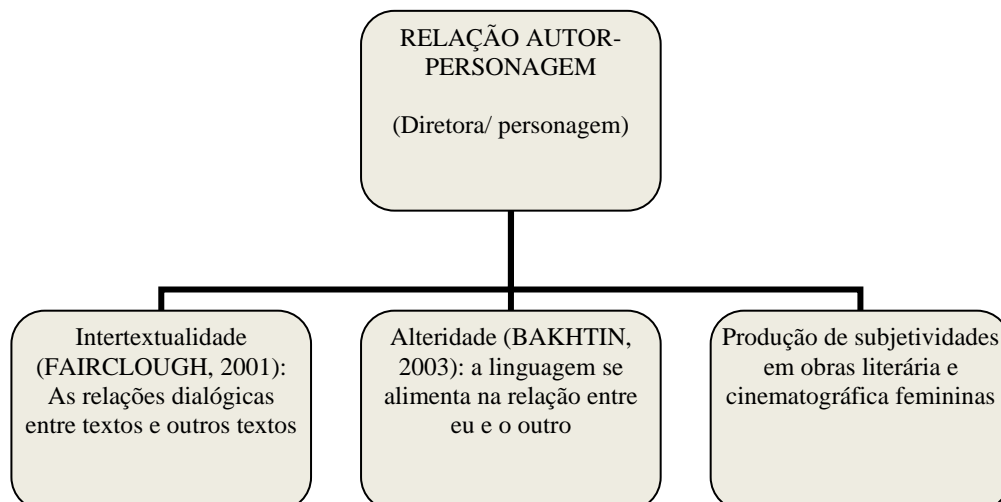 RELAÇÃO AUTOR-
PERSONAGEM
(Diretora/ personagem)
Intertextualidade
(FAIRCLOUGH, 2001):
As relações dialógicas
entre textos e outros textos
Alteridade (BAKHTIN,
2003): a linguagem se
alimenta na relação entre
eu e o outro
Produção de subjetividades
em obras literária e
cinematográfica femininas